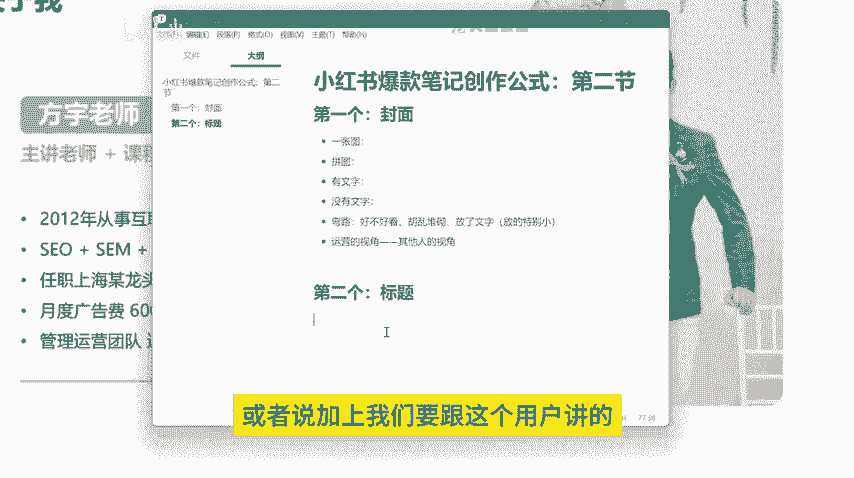 文件(F) 编辑(E) 段落(P) 格式(O) 视图(V) 主题(T) 帮助(H)
文件 大纲
小红书爆款笔记创作公式：第二节
第一个：封面
第二个：标题
小红书爆款笔记创作公式：第二节
第一个：封面
一张图：
拼图：
有文字：
没有文字：
弯路：好不好看、胡乱堆砌、放了文字（放的特别小）
运营的视角——其他人的视角
第二个：标题
77 词
方宇老师
主讲老师 + 课
2012年从事互
SEO + SEM +
任职上海某龙头
月度广告费 60
管理运营团队
或者说加上我们要跟这个用户讲的